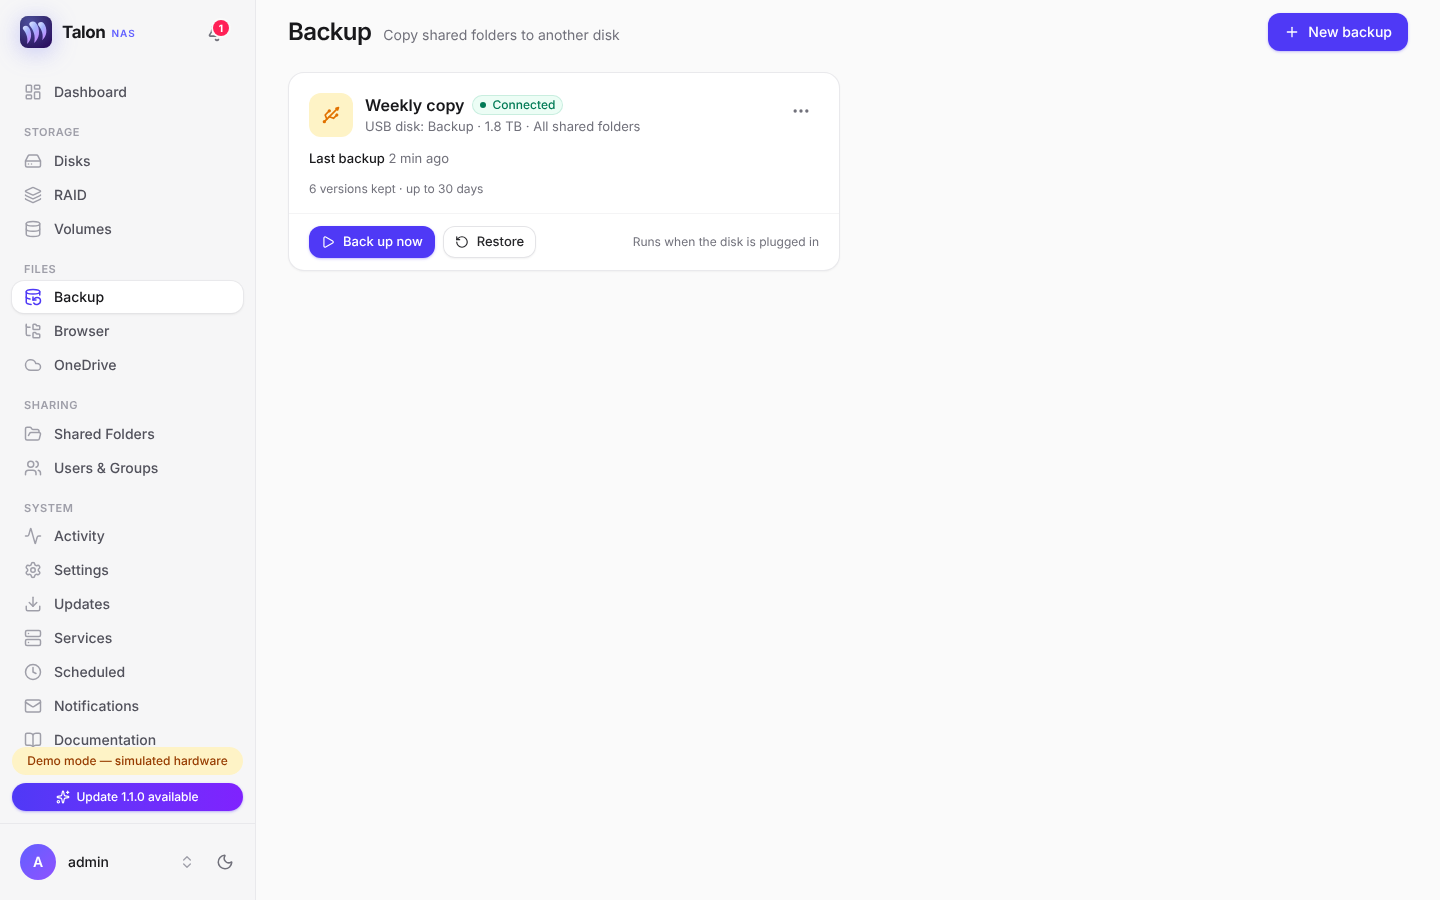 Talon NAS
1
Dashboard
STORAGE
Disks
RAID
Volumes
FILES
Backup
Browser
OneDrive
SHARING
Shared Folders
Users & Groups
SYSTEM
Activity
Settings
Updates
Services
Scheduled
Notifications
Documentation
Demo mode — simulated hardware
Update 1.1.0 available
A admin
Backup Copy shared folders to another disk
New backup
Weekly copy Connected
USB disk: Backup · 1.8 TB · All shared folders
Last backup 2 min ago
6 versions kept · up to 30 days
Back up now Restore Runs when the disk is plugged in